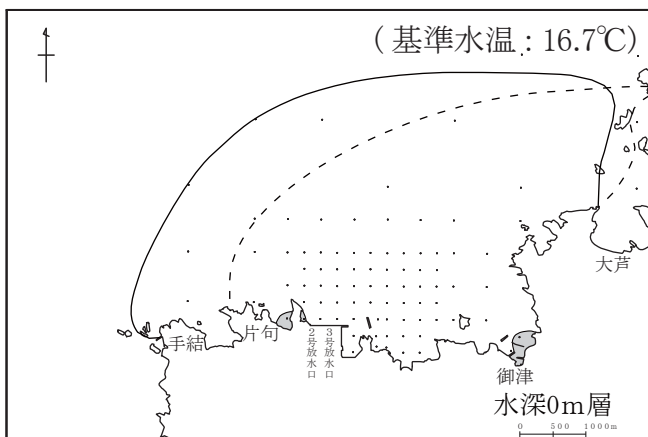 （基準水温：16.7℃）
大芦
手結
片句
2号放水口
3号放水口
御津
水深0m層
0 500 1000m